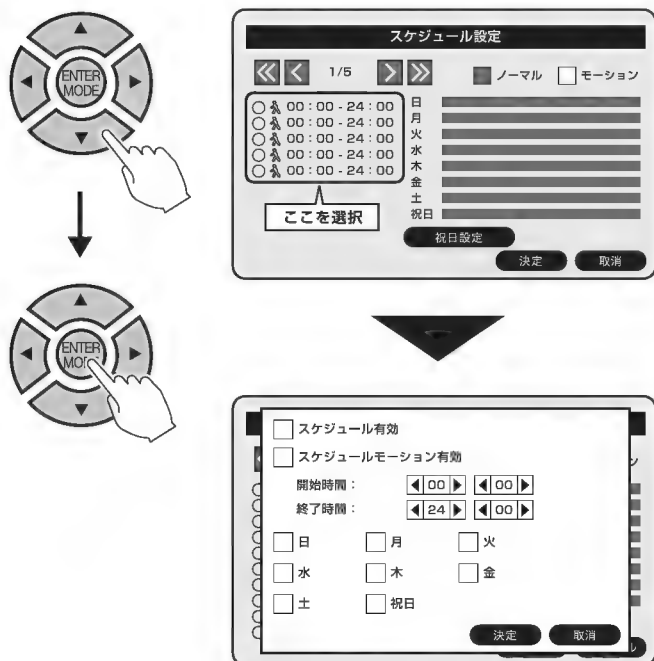 ENTER
MODE
ENTER
スケジュール設定
1/5
ノーマル
モーション
00:00-24:00
00:00-24:00
00:00-24:00
00:00-24:00
00:00-24:00
日
月
火
水
木
金
土
祝日
ここを選択
祝日設定
決定
取消
スケジュール有効
スケジュールモーション有効
開始時間:
00
00
終了時間:
24
00
日
月
火
水
木
金
土
祝日
決定
取消